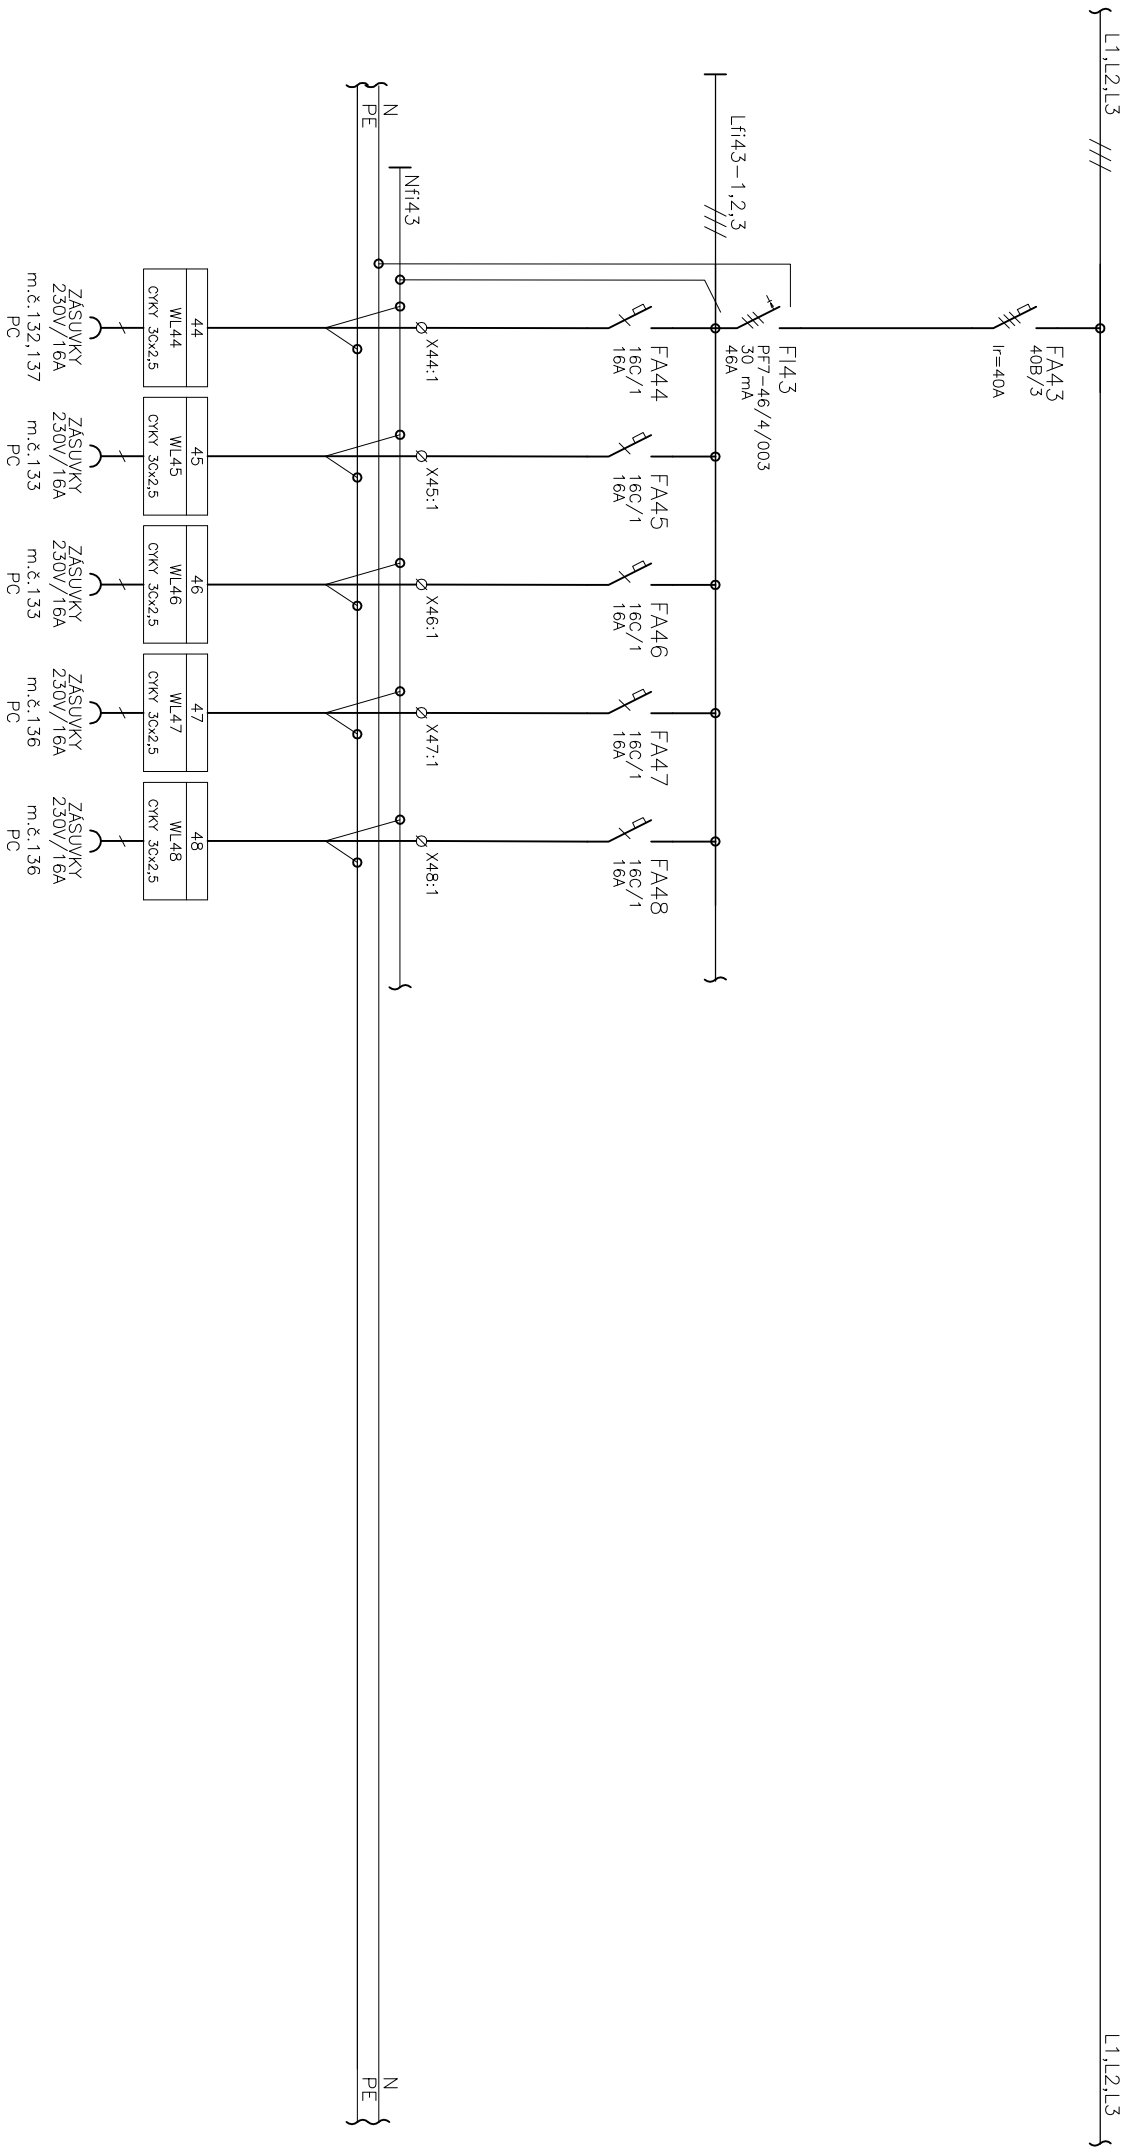 L1,L2,L3
L1,L2,L3
FA43
40B/3
Ir=40A
FI43
PF7-46/4/003
30 mA
46A
Lfi43-1,2,3
FA44
16C/1
16A
FA45
16C/1
16A
FA46
16C/1
16A
FA47
16C/1
16A
FA48
16C/1
16A
X44:1
X45:1
X46:1
X47:1
X48:1
Nfi43
N
PE
N
PE
44
WL44
CYKY 3Cx2,5
45
WL45
CYKY 3Cx2,5
46
WL46
CYKY 3Cx2,5
47
WL47
CYKY 3Cx2,5
48
WL48
CYKY 3Cx2,5
ZÁSUVKY
230V/16A
m.č.132,137
PC
ZÁSUVKY
230V/16A
m.č.133
PC
ZÁSUVKY
230V/16A
m.č.133
PC
ZÁSUVKY
230V/16A
m.č.136
PC
ZÁSUVKY
230V/16A
m.č.136
PC